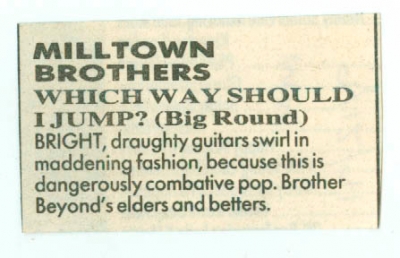 MILLTOWN
BROTHERS
WHICH WAY SHOULD
I JUMP? (Big Round)
BRIGHT, draughty guitars swirl in
maddening fashion, because this is
dangerously combative pop. Brother
Beyond's elders and betters.